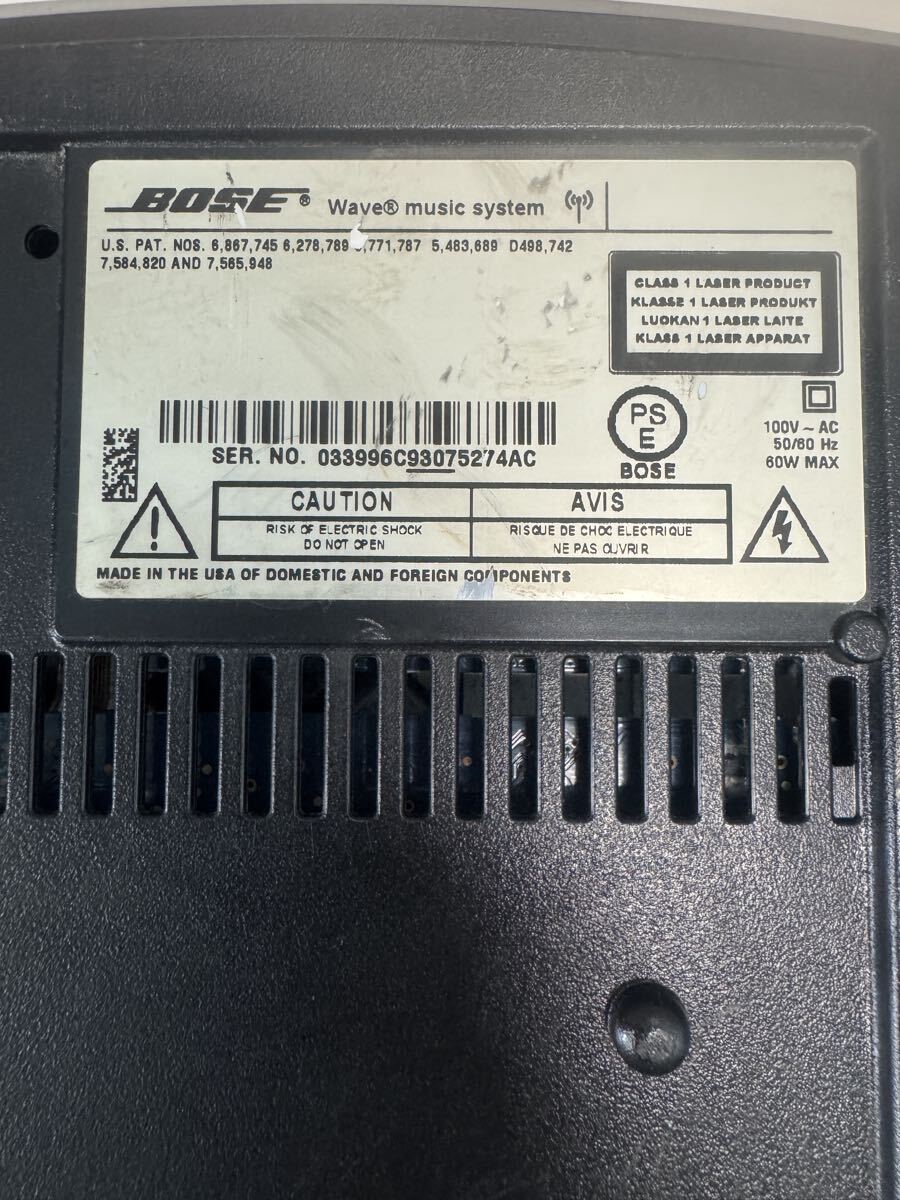 BOSE® Wave® music system
U.S. PAT. NOS. 6,867,745 6,278,789 ,771,787 5,483,689 D498,742
7,584,820 AND 7,565,948
CLASS 1 LASER PRODUCT
KLASSE 1 LASER PRODUKT
LUOKAN 1 LASER LAITE
KLASS 1 LASER APPARAT
PS
E
BOSE
100V ~ AC
50/60 Hz
60W MAX
SER. NO. 033996C93075274AC
CAUTION
RISK OF ELECTRIC SHOCK
DO NOT OPEN
AVIS
RISQUE DE CHOC ELECTRIQUE
NE PAS OUVRIR
MADE IN THE USA OF DOMESTIC AND FOREIGN COMPONENTS